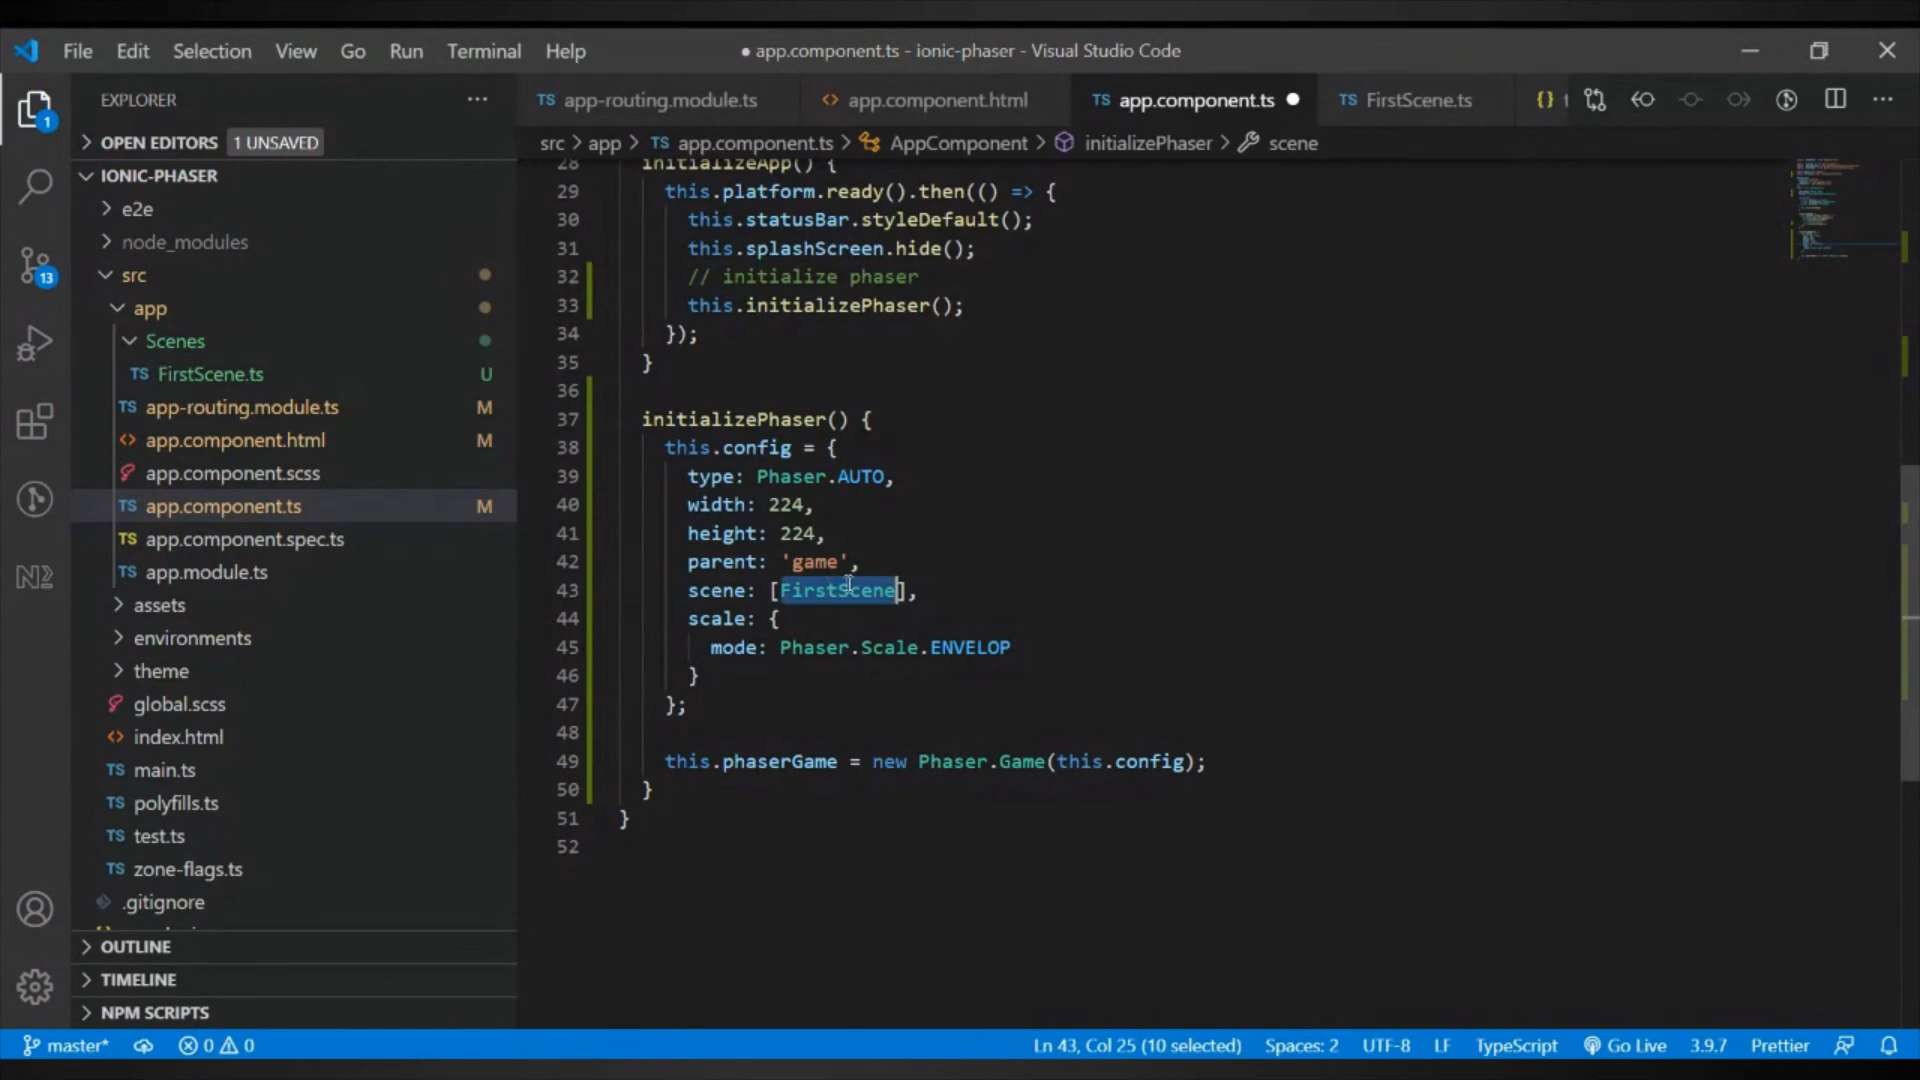 File Edit Selection View Go Run Terminal Help
● app.component.ts - ionic-phaser - Visual Studio Code
EXPLORER
TS app-routing.module.ts
<> app.component.html
TS app.component.ts ●
TS FirstScene.ts
{}
1
OPEN EDITORS 1 UNSAVED
src > app > TS app.component.ts > AppComponent > initializePhaser > scene
IONIC-PHASER
e2e
node_modules
src
app
Scenes
TS FirstScene.ts U
TS app-routing.module.ts M
<> app.component.html M
app.component.scss
TS app.component.ts M
TS app.component.spec.ts
TS app.module.ts
assets
environments
theme
global.scss
<> index.html
TS main.ts
TS polyfills.ts
TS test.ts
TS zone-flags.ts
.gitignore
OUTLINE
TIMELINE
NPM SCRIPTS
13
28 initializeApp() {
29 this.platform.ready().then(() => {
30 this.statusBar.styleDefault();
31 this.splashScreen.hide();
32 // initialize phaser
33 this.initializePhaser();
34 });
35 }
36
37 initializePhaser() {
38 this.config = {
39 type: Phaser.AUTO,
40 width: 224,
41 height: 224,
42 parent: 'game',
43 scene: [FirstScene],
44 scale: {
45 mode: Phaser.Scale.ENVELOP
46 }
47 };
48
49 this.phaserGame = new Phaser.Game(this.config);
50 }
51 }
52
master* 0 0 Ln 43, Col 25 (10 selected) Spaces: 2 UTF-8 LF TypeScript Go Live 3.9.7 Prettier